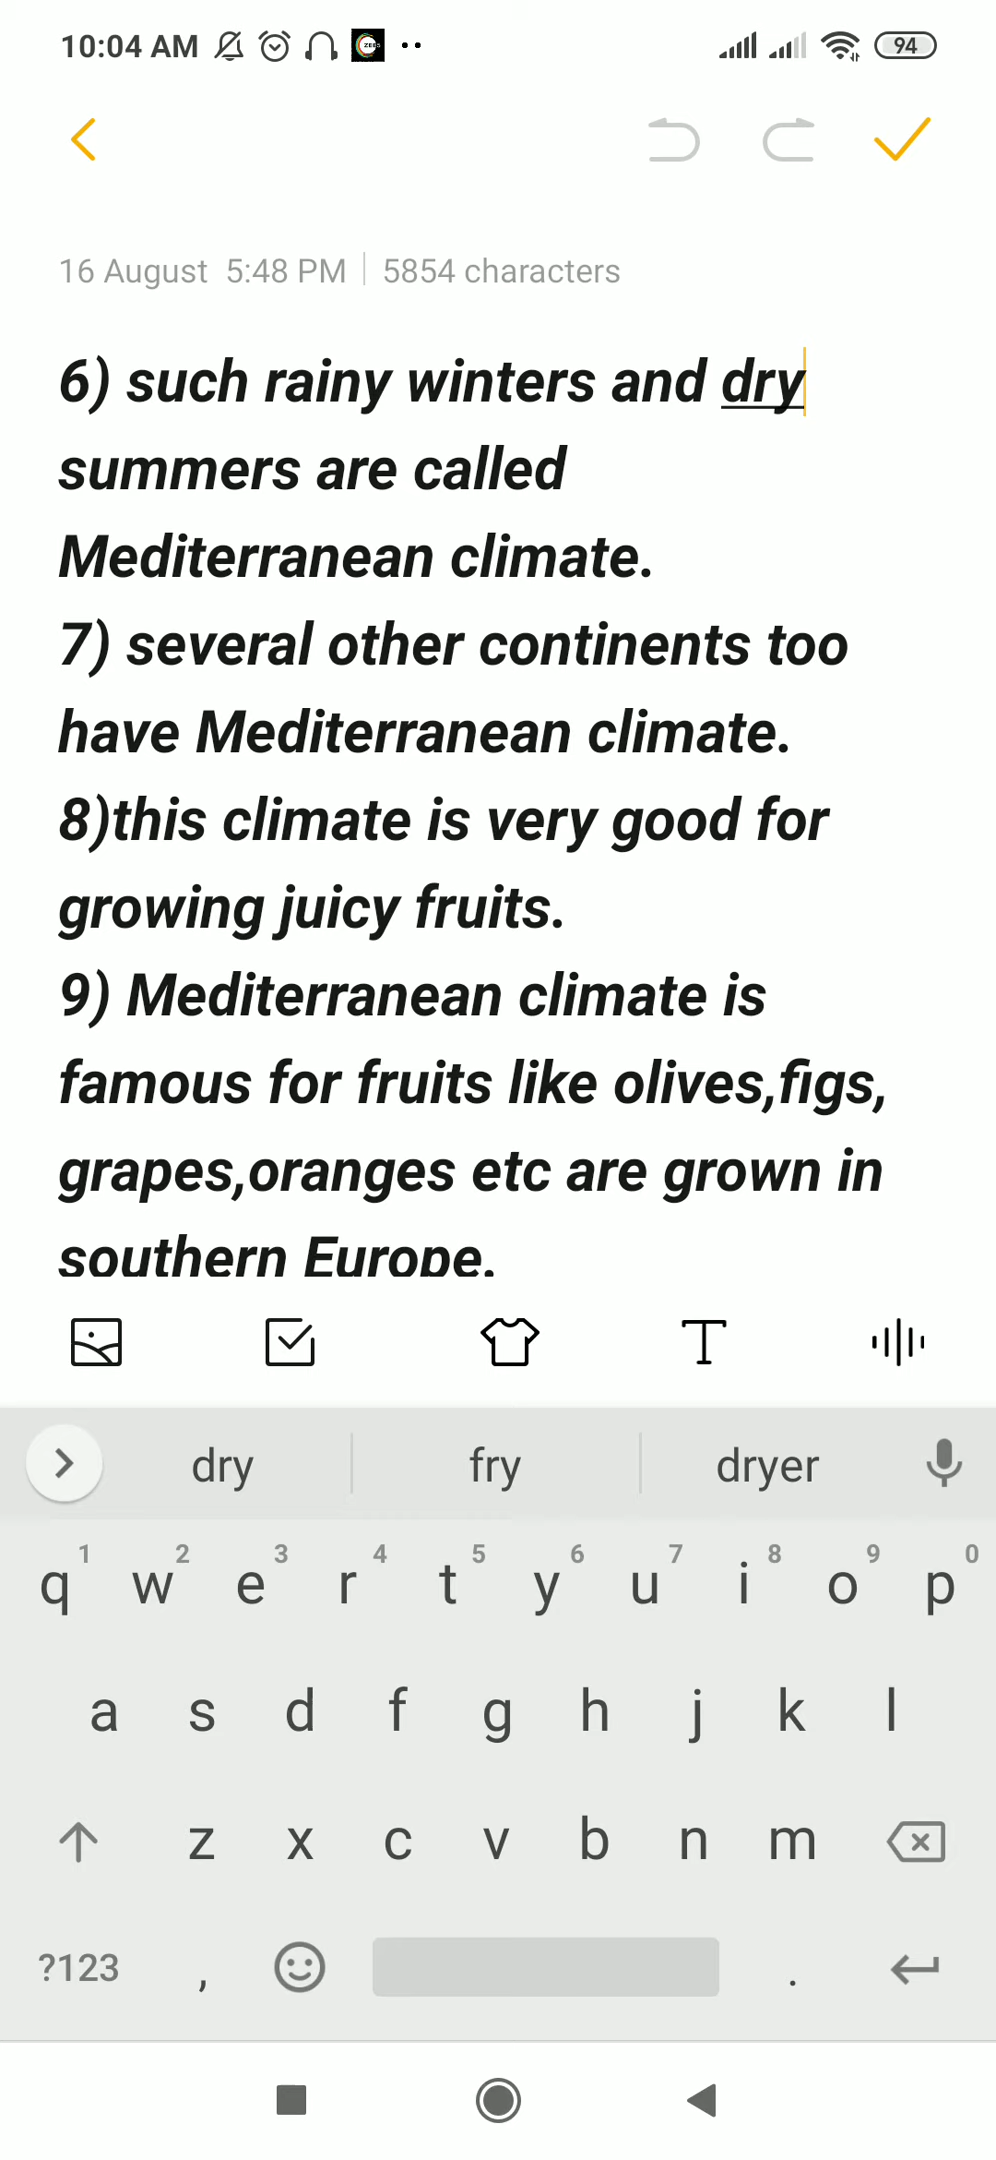 10:04 AM ZEE5 94
16 August 5:48 PM | 5854 characters
6) such rainy winters and dry
summers are called
Mediterranean climate.
7) several other continents too
have Mediterranean climate.
8)this climate is very good for
growing juicy fruits.
9) Mediterranean climate is
famous for fruits like olives,figs,
grapes,oranges etc are grown in
southern Europe.
T
dry fry dryer
1 2 3 4 5 6 7 8 9 0
q w e r t y u i o p
a s d f g h j k l
z x c v b n m
?123 , .